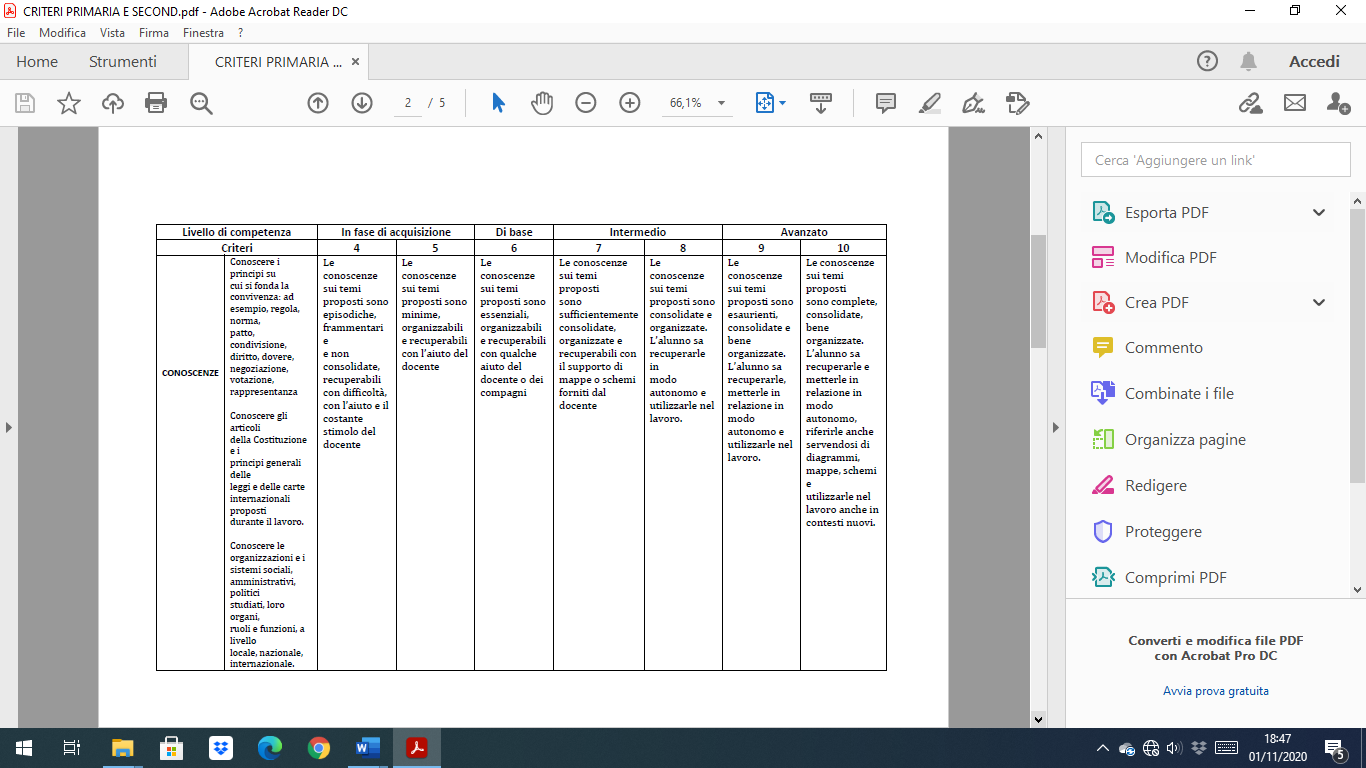 CRITERI PRIMARIA E SECOND.pdf - Adobe Acrobat Reader DC
File Modifica Vista Firma Finestra ?
Home Strumenti CRITERI PRIMARIA ... × Accedi
2 / 5 66,1%
Livello di competenza In fase di acquisizione Di base Intermedio Avanzato
Criteri 4 5 6 7 8 9 10
CONOSCENZE
Conoscere i
principi su
cui si fonda la
convivenza: ad
esempio, regola,
norma,
patto,
condivisione,
diritto, dovere,
negoziazione,
votazione,
rappresentanza
Conoscere gli
articoli
della Costituzione
e i
principi generali
delle
leggi e delle carte
internazionali
proposti
durante il lavoro.
Conoscere le
organizzazioni e i
sistemi sociali,
amministrativi,
politici
studiati, loro
organi,
ruoli e funzioni, a
livello
locale, nazionale,
internazionale.
Le
conoscenze
sui temi
proposti sono
episodiche,
frammentari
e
e non
consolidate,
recuperabili
con difficoltà,
con l'aiuto e il
costante
stimolo del
docente
Le
conoscenze
sui temi
proposti sono
minime,
organizzabili
e recuperabili
con l'aiuto del
docente
Le
conoscenze
sui temi
proposti sono
essenziali,
organizzabili
e recuperabili
con qualche
aiuto del
docente o dei
compagni
Le conoscenze
sui temi
proposti
sono
sufficientemente
consolidate,
organizzate e
recuperabili con
il supporto di
mappe o schemi
forniti dal
docente
Le
conoscenze
sui temi
proposti sono
consolidate e
organizzate.
L'alunno sa
recuperarle
in
modo
autonomo e
utilizzarle nel
lavoro.
Le
conoscenze
sui temi
proposti sono
esaurienti,
consolidate e
bene
organizzate.
L'alunno sa
recuperarle,
metterle in
relazione in
modo
autonomo e
utilizzarle nel
lavoro.
Le conoscenze
sui temi
proposti
sono complete,
consolidate,
bene
organizzate.
L'alunno sa
recuperarle e
metterle in
relazione in
modo
autonomo,
riferirle anche
servendosi di
diagrammi,
mappe, schemi
e
utilizzarle nel
lavoro anche in
contesti nuovi.
Cerca 'Aggiungere un link'
Esporta PDF
Modifica PDF
Crea PDF
Commento
Combinate i file
Organizza pagine
Redigere
Proteggere
Comprimi PDF
Converti e modifica file PDF
con Acrobat Pro DC
Avvia prova gratuita
18:47
01/11/2020
5